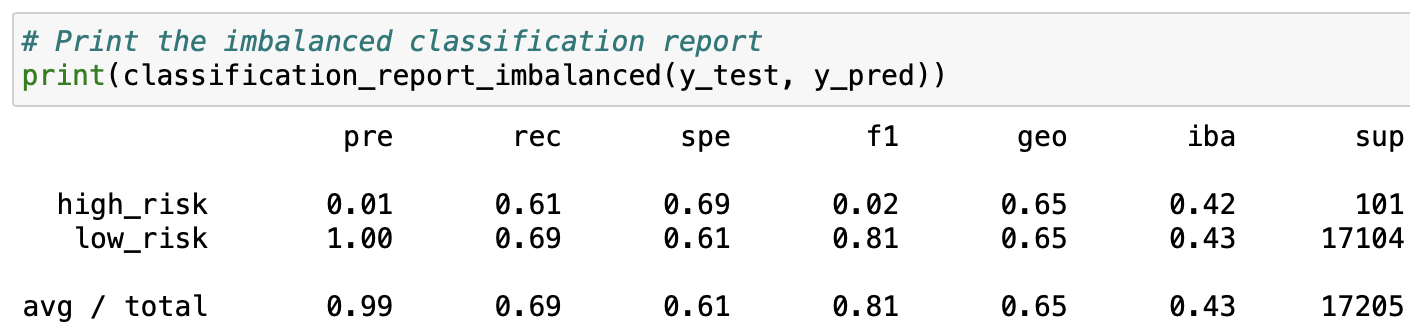 # Print the imbalanced classification report
print(classification_report_imbalanced(y_test, y_pred))
pre rec spe f1 geo iba sup
high_risk 0.01 0.61 0.69 0.02 0.65 0.42 101
low_risk 1.00 0.69 0.61 0.81 0.65 0.43 17104
avg / total 0.99 0.69 0.61 0.81 0.65 0.43 17205